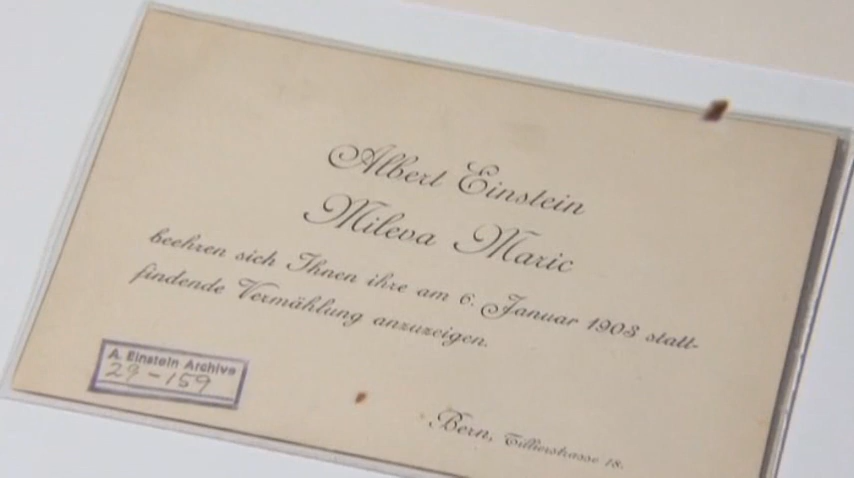 Albert Einstein
Mileva Maric
beehren sich Ihnen ihre am 6. Januar 1903 statt-
findende Vermählung anzuzeigen.
A. Einstein Archive
29-159
Bern, Tillierstrasse 18.